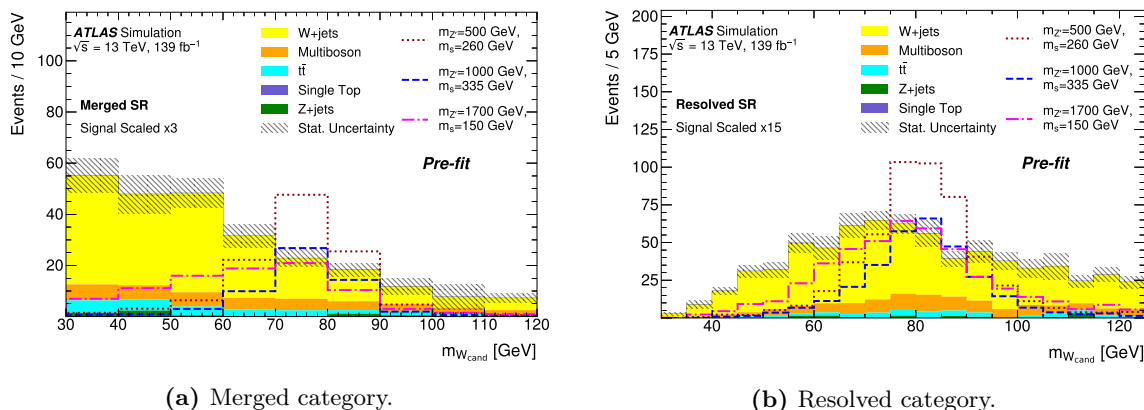 ATLAS Simulation
√s = 13 TeV, 139 fb⁻¹
Merged SR
Signal Scaled x3
W+jets
Multiboson
tt̄
Single Top
Z+jets
Stat. Uncertainty
m_Z'=500 GeV,
m_s=260 GeV
m_Z'=1000 GeV,
m_s=335 GeV
m_Z'=1700 GeV,
m_s=150 GeV
Pre-fit
Events / 10 GeV
100
80
60
40
20
30 40 50 60 70 80 90 100 110 120
m_Wcand [GeV]
(a) Merged category.
ATLAS Simulation
√s = 13 TeV, 139 fb⁻¹
Resolved SR
Signal Scaled x15
W+jets
Multiboson
tt̄
Z+jets
Single Top
Stat. Uncertainty
m_Z'=500 GeV,
m_s=260 GeV
m_Z'=1000 GeV,
m_s=335 GeV
m_Z'=1700 GeV,
m_s=150 GeV
Pre-fit
Events / 5 GeV
200
175
150
125
100
75
50
25
40 60 80 100 120
m_Wcand [GeV]
(b) Resolved category.